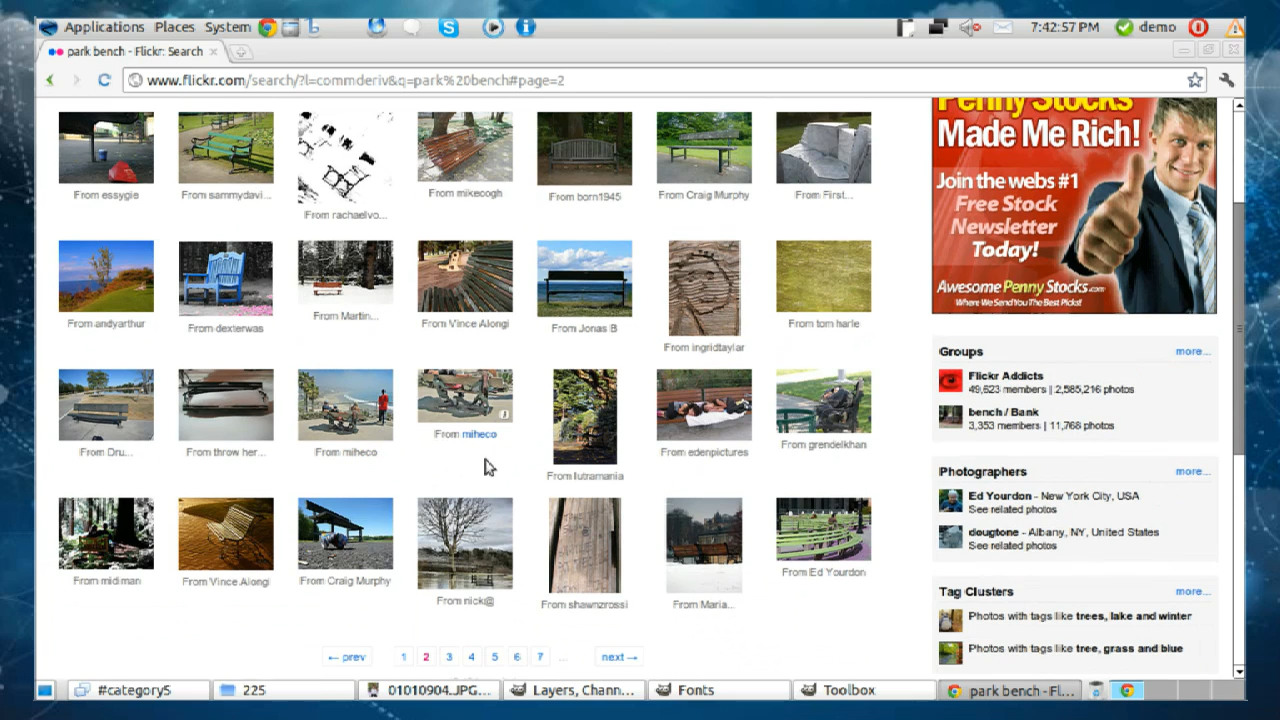 Applications Places System
7:42:57 PM demo
park bench - Flickr: Search
www.flickr.com/search/?l=commderiv&q=park%20bench#page=2
From essygie From sammydavi... From rachaelvo... From mikecogh From born1945 From Craig Murphy From First...
From andyarthur From dexterwas From Martin... From Vince Alongi From Jonas B From ingridtaylar From tom harle
From Dru... From throw her... From miheco From miheco From lutramania From edenpictures From grendelkhan
From midiman From Vince Alongi From Craig Murphy From nick@ From shawnzrossi From Maria... From Ed Yourdon
← prev 1 2 3 4 5 6 7 ... next →
Penny Stocks
Made Me Rich!
Join the webs #1
Free Stock
Newsletter
Today!
Awesome Penny Stocks.com
Where We Send You The Best Picks!
Groups more...
Flickr Addicts
49,623 members | 2,585,216 photos
bench / Bank
3,353 members | 11,768 photos
Photographers more...
Ed Yourdon - New York City, USA
See related photos
dougtone - Albany, NY, United States
See related photos
Tag Clusters more...
Photos with tags like trees, lake and winter
Photos with tags like tree, grass and blue
#category5 225 01010904.JPG... Layers, Chann... Fonts Toolbox park bench - Fl...